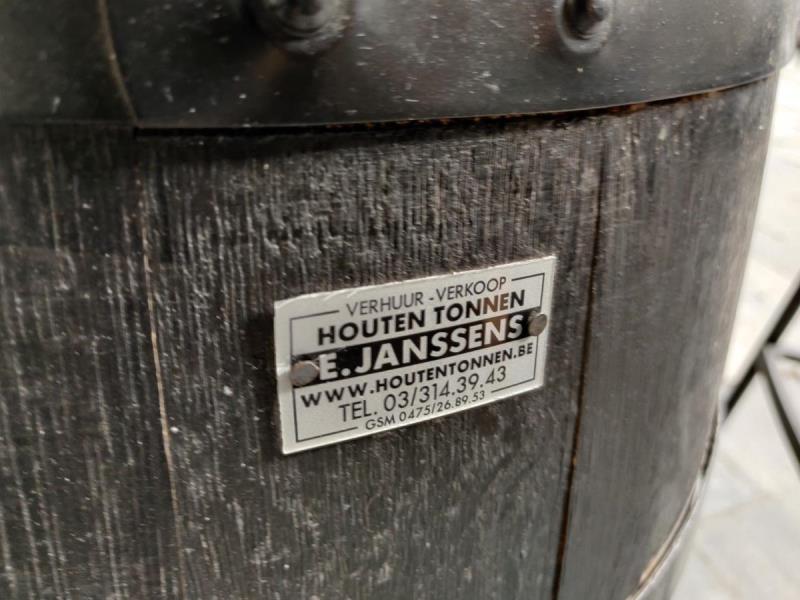 VERHUUR - VERKOOP
HOUTEN TONNEN
E. JANSSENS
WWW.HOUTENTONNEN.BE
TEL. 03/314.39.43
GSM 0475/26.89.53